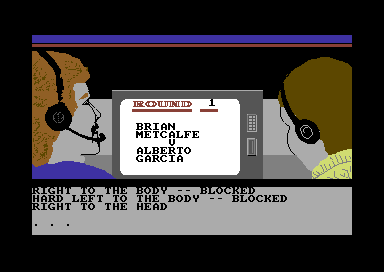 ROUND 1
BRIAN
METCALFE
V
ALBERTO
GARCIA
RIGHT TO THE BODY -- BLOCKED
HARD LEFT TO THE BODY -- BLOCKED
RIGHT TO THE HEAD
. . .